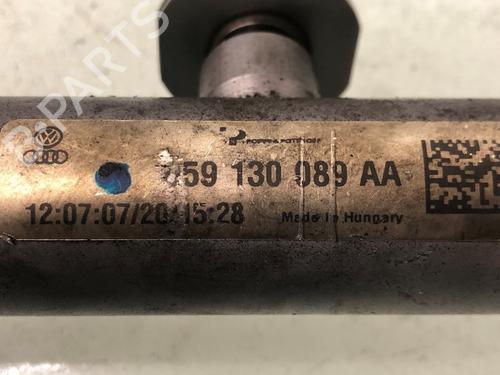 B-PARTS
POPPE+POTTHOFF
59 130 089 AA
12:07:07/20/15:28
Made in Hungary